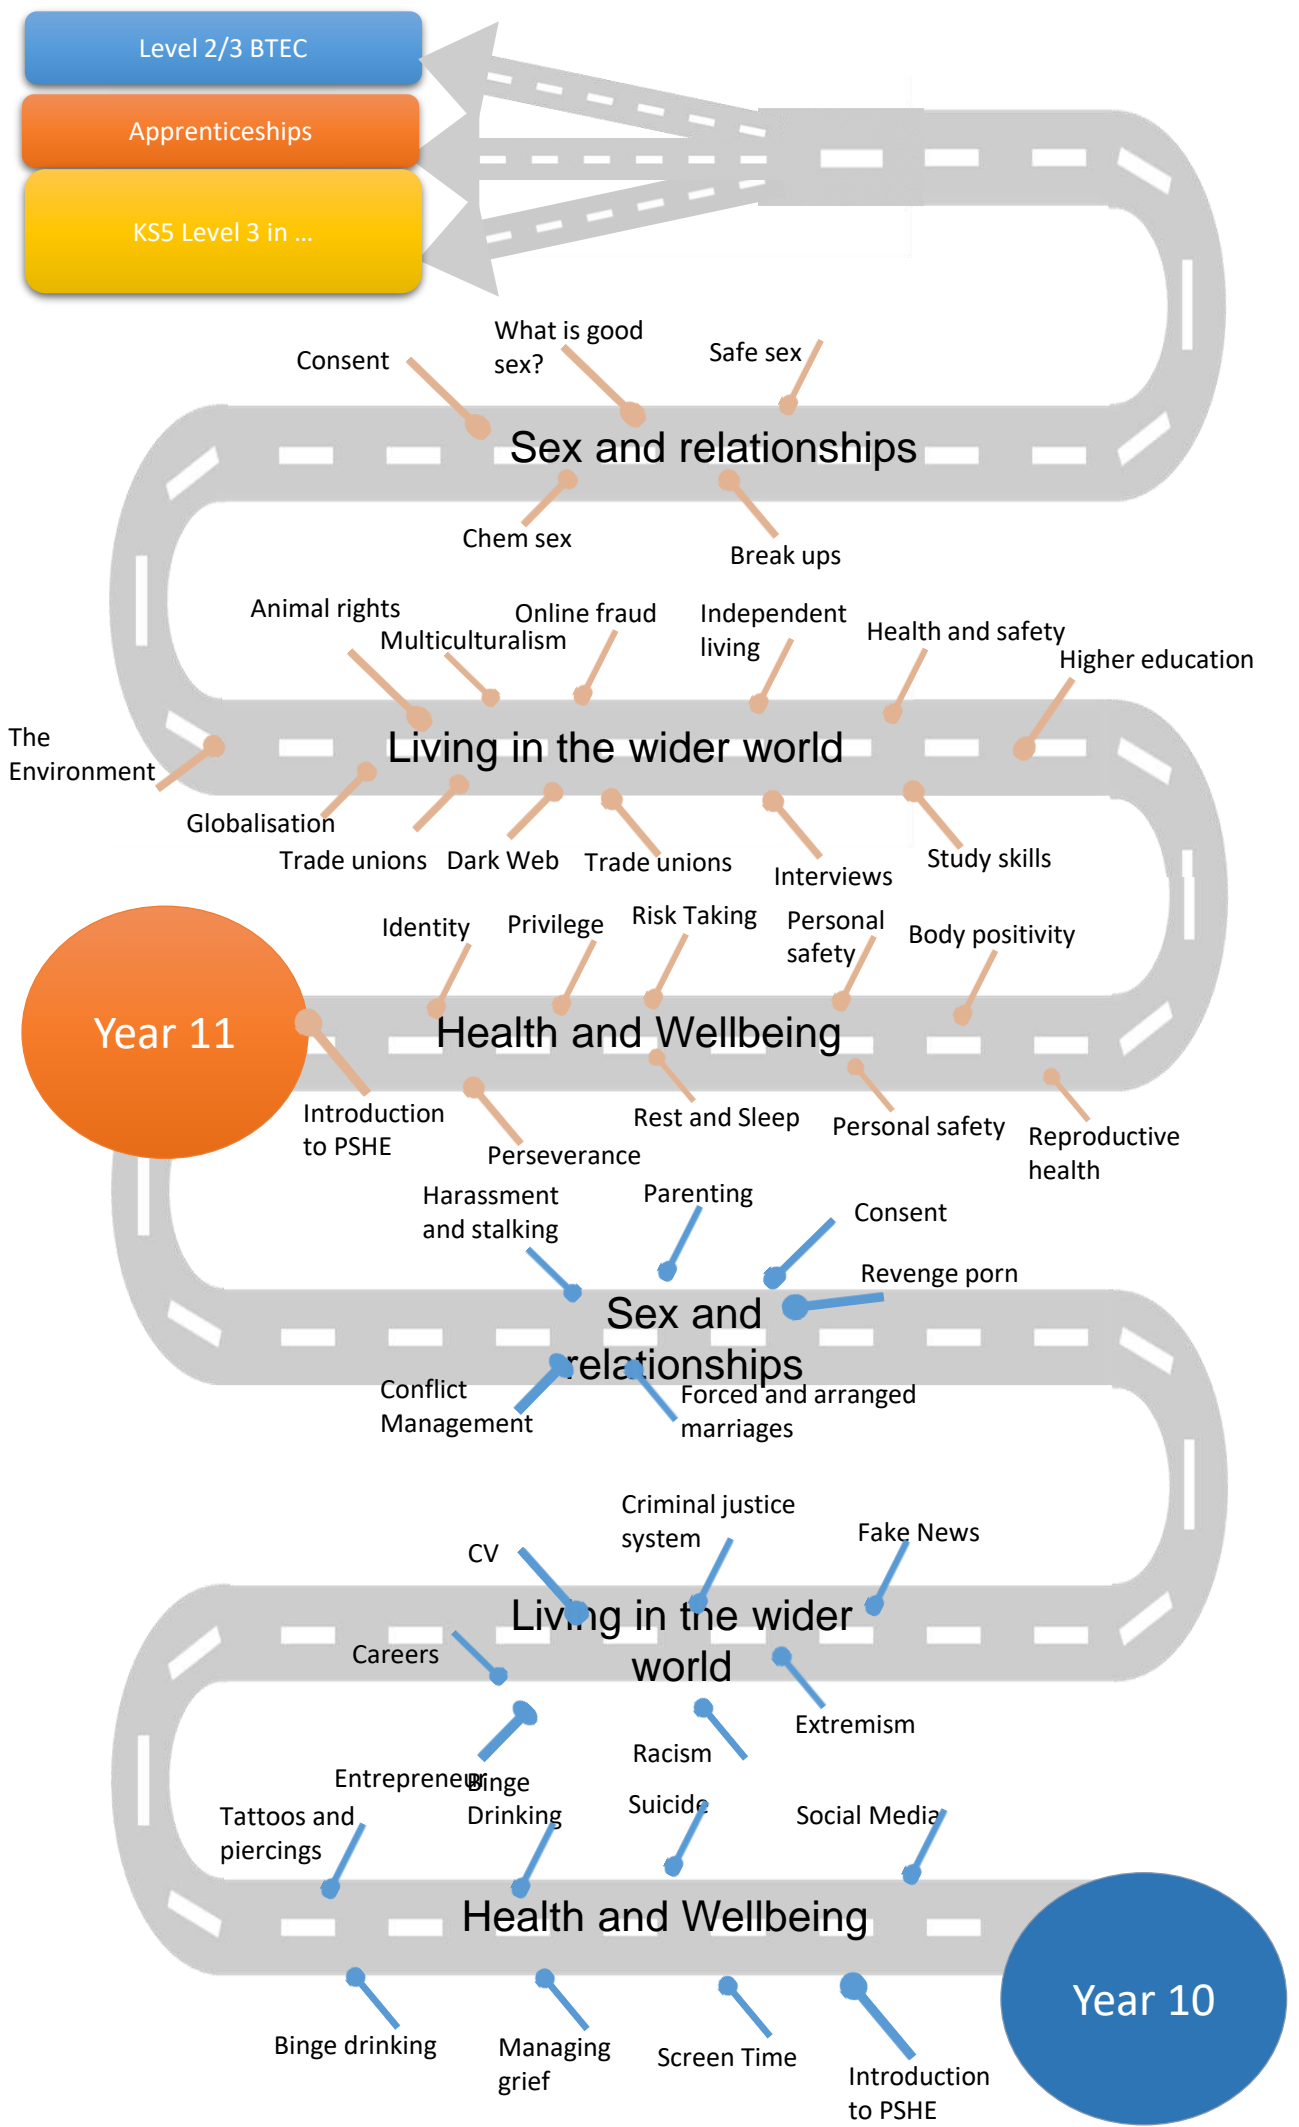 Level 2/3 BTEC
Apprenticeships
KS5 Level 3 in ...
What is good
sex?
Safe sex
Consent
Sex and relationships
Chem sex
Break ups
Animal rights
Multiculturalism
Online fraud
Independent
living
Health and safety
Higher education
The
Environment
Living in the wider world
Globalisation
Trade unions
Dark Web
Trade unions
Interviews
Study skills
Identity
Privilege
Risk Taking
Personal
safety
Body positivity
Year 11
Health and Wellbeing
Introduction
to PSHE
Perseverance
Rest and Sleep
Personal safety
Reproductive
health
Harassment
and stalking
Parenting
Consent
Revenge porn
Sex and
relationships
Conflict
Management
Forced and arranged
marriages
Criminal justice
system
Fake News
CV
Living in the wider
world
Careers
Extremism
Racism
Entrepreneur
Binge
Drinking
Suicide
Social Media
Tattoos and
piercings
Health and Wellbeing
Year 10
Binge drinking
Managing
grief
Screen Time
Introduction
to PSHE